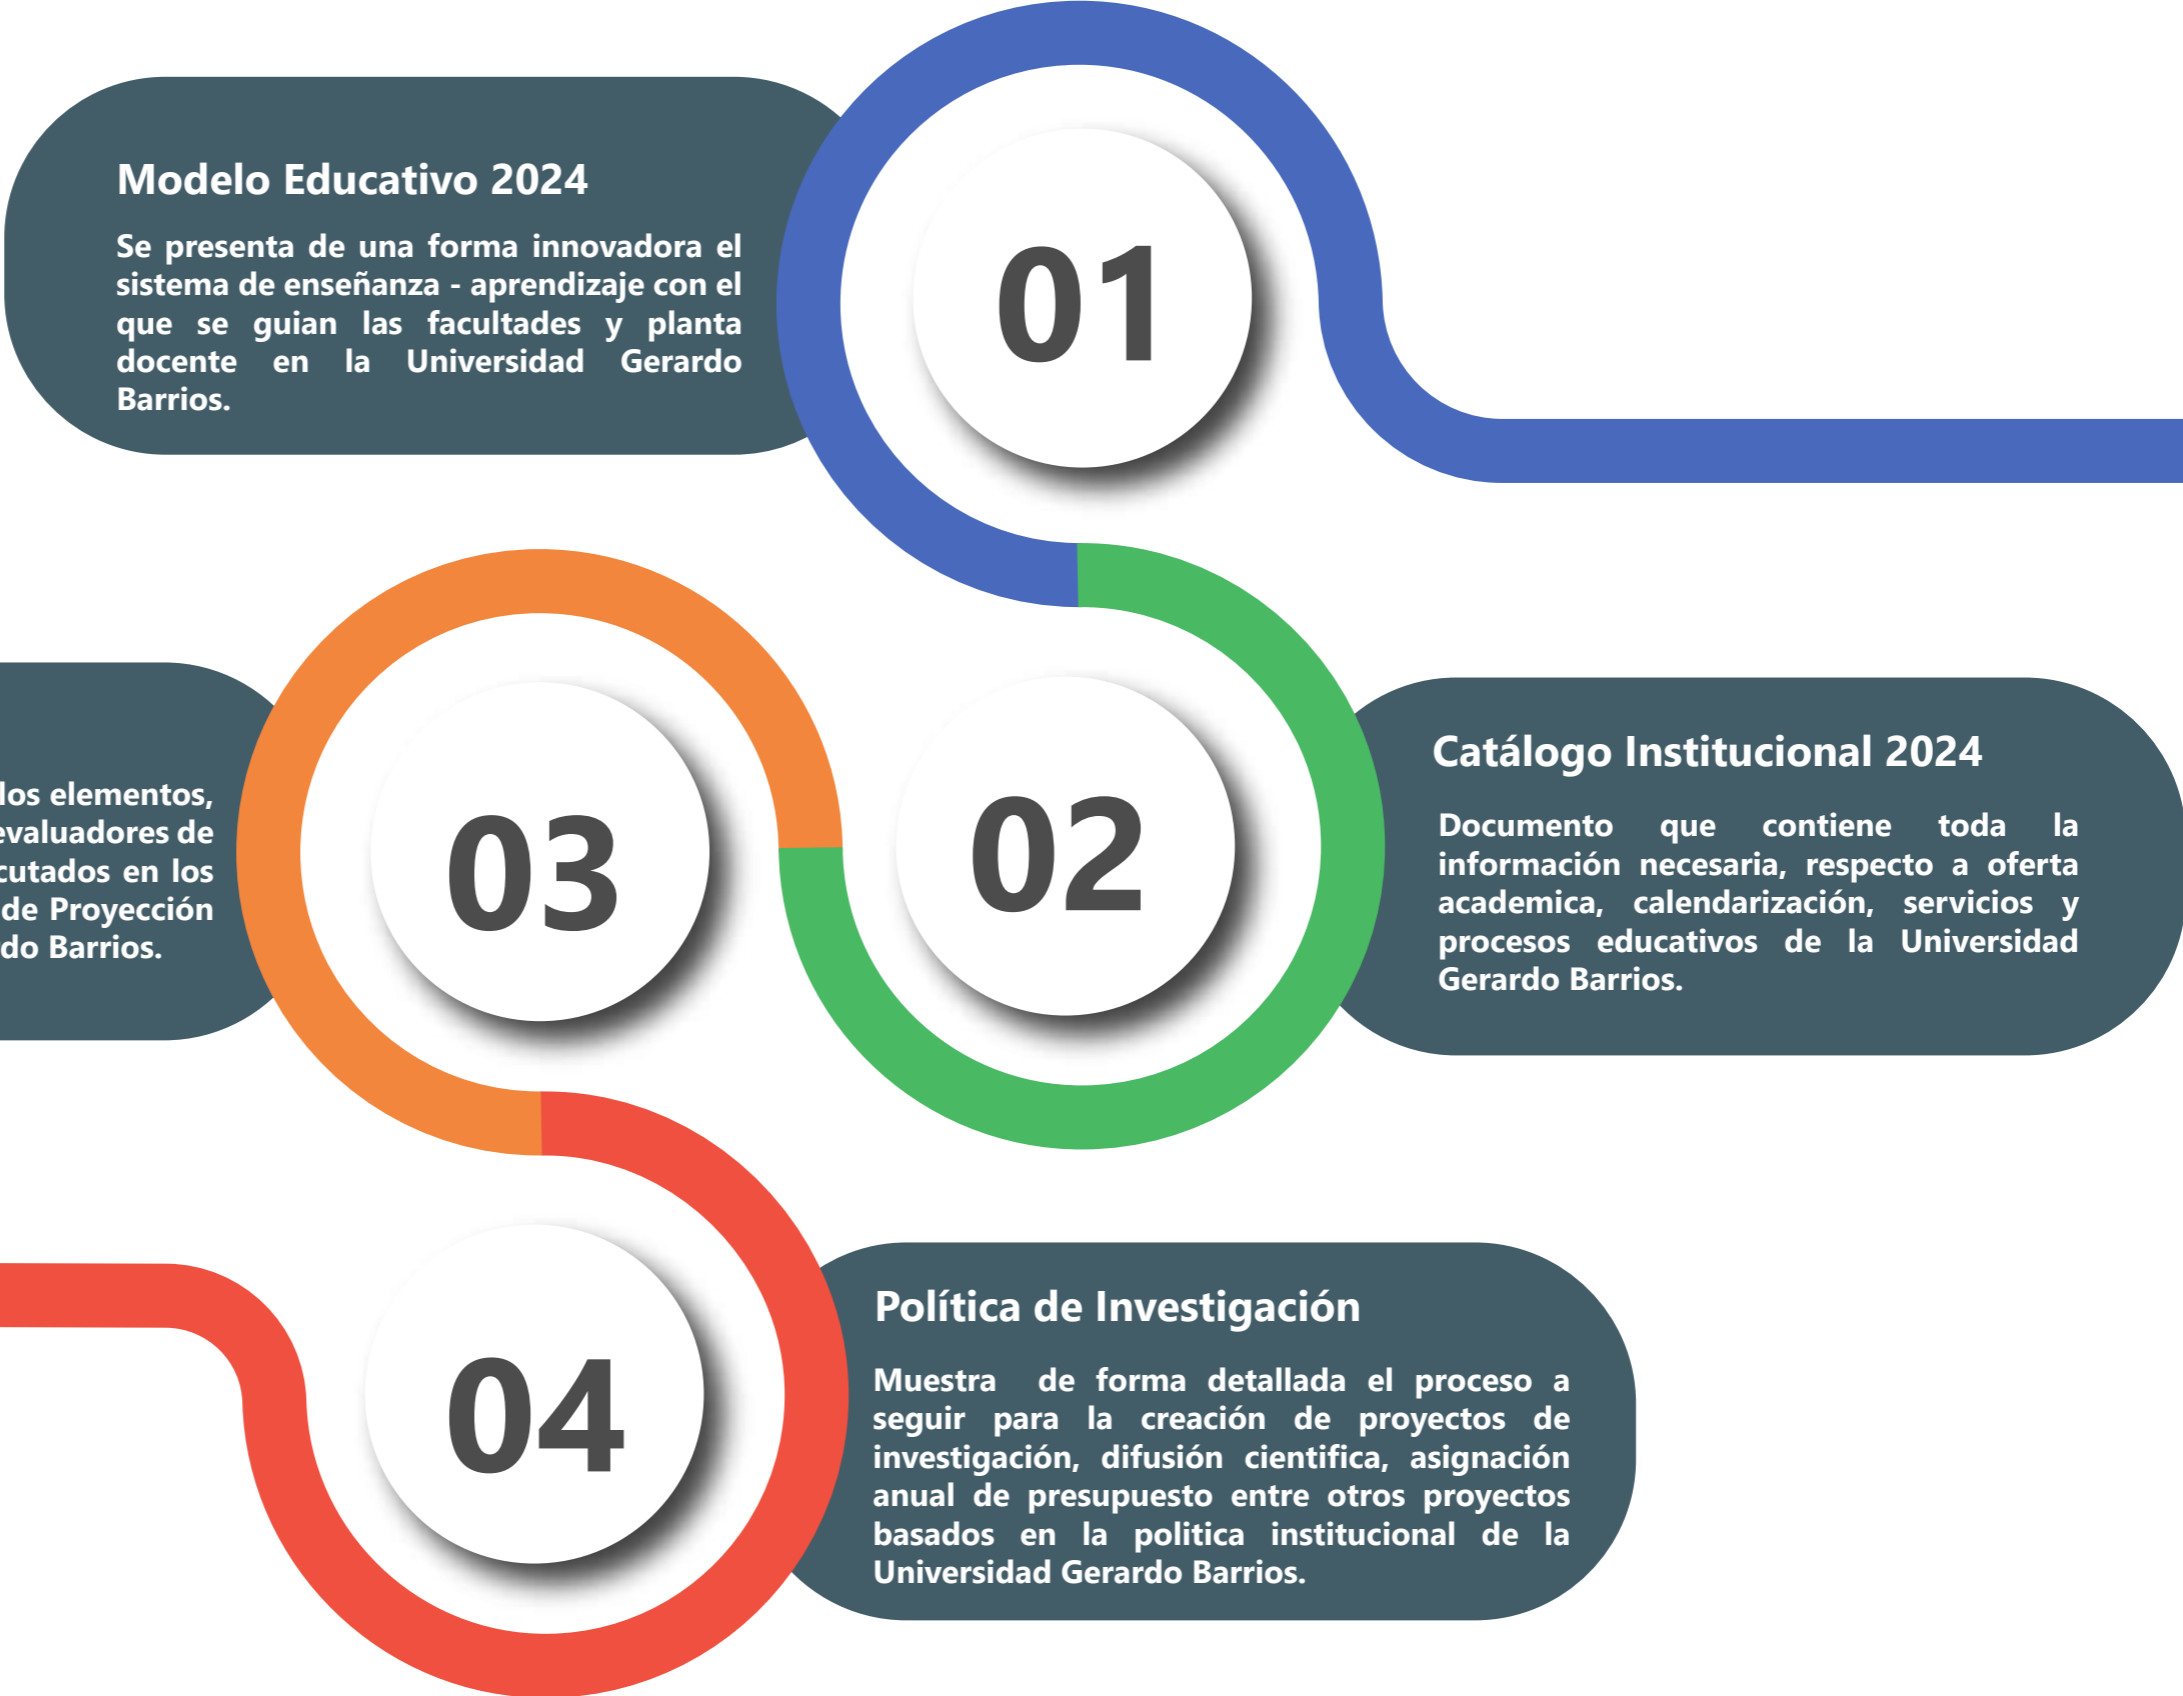 Modelo Educativo 2024
Se presenta de una forma innovadora el
sistema de enseñanza - aprendizaje con el
que se guian las facultades y planta
docente en la Universidad Gerardo
Barrios.
01
02
Catálogo Institucional 2024
Documento que contiene toda la
información necesaria, respecto a oferta
academica, calendarización, servicios y
procesos educativos de la Universidad
Gerardo Barrios.
los elementos,
evaluadores de
cutados en los
de Proyección
do Barrios.
03
04
Política de Investigación
Muestra de forma detallada el proceso a
seguir para la creación de proyectos de
investigación, difusión cientifica, asignación
anual de presupuesto entre otros proyectos
basados en la politica institucional de la
Universidad Gerardo Barrios.